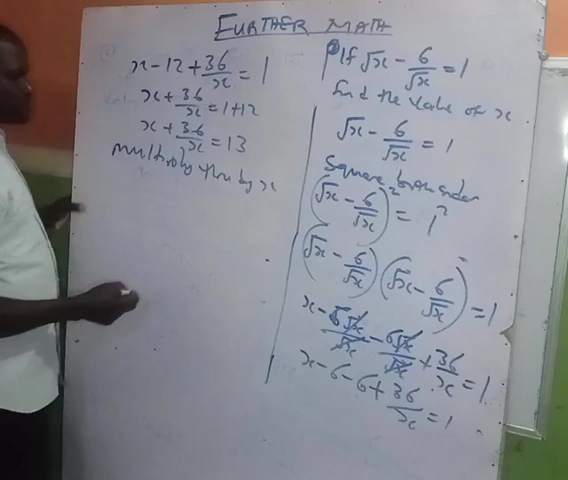 FURTHER MATH
If √x - 6/√x = 1
find the value of x
√x - 6/√x = 1
Square both sides
(√x - 6/√x)² = 1²
(√x - 6/√x)(√x - 6/√x) = 1
x - 6√x/√x - 6√x/√x + 36/x = 1
x - 6 - 6 + 36/x = 1
x - 12 + 36/x = 1
x + 36/x = 1 + 12
x + 36/x = 13
multiply thru by x